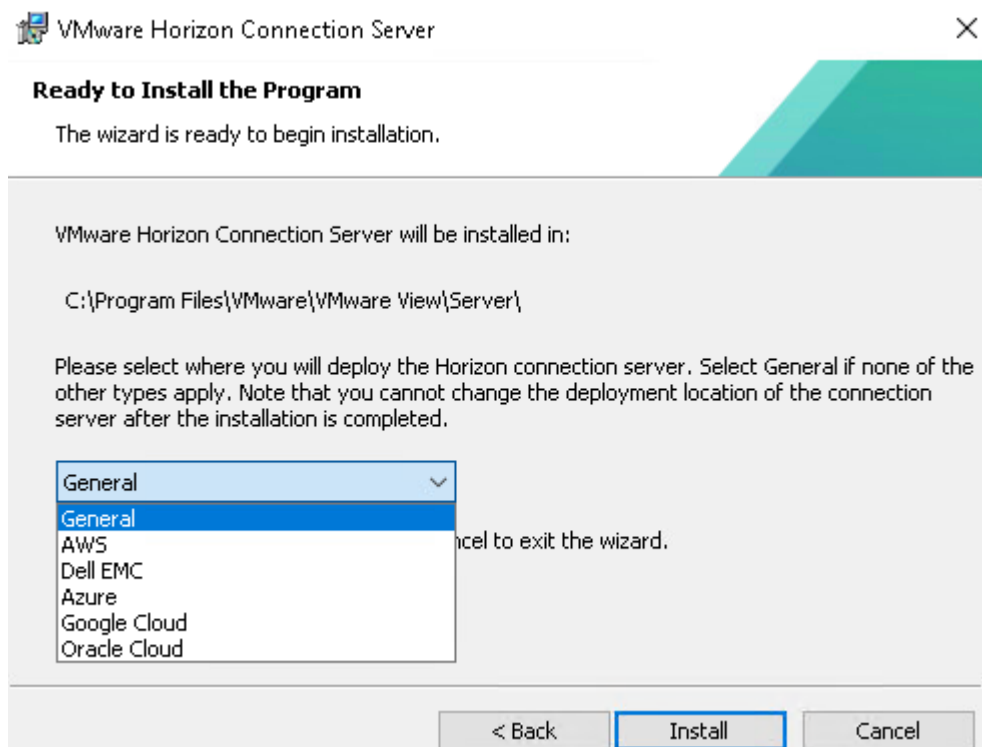 VMware Horizon Connection Server
Ready to Install the Program
The wizard is ready to begin installation.
VMware Horizon Connection Server will be installed in:
C:\Program Files\VMware\VMware View\Server\
Please select where you will deploy the Horizon connection server. Select General if none of the
other types apply. Note that you cannot change the deployment location of the connection
server after the installation is completed.
General
General
AWS
to exit the wizard.
Dell EMC
Azure
Google Cloud
Oracle Cloud
< Back
Install
Cancel